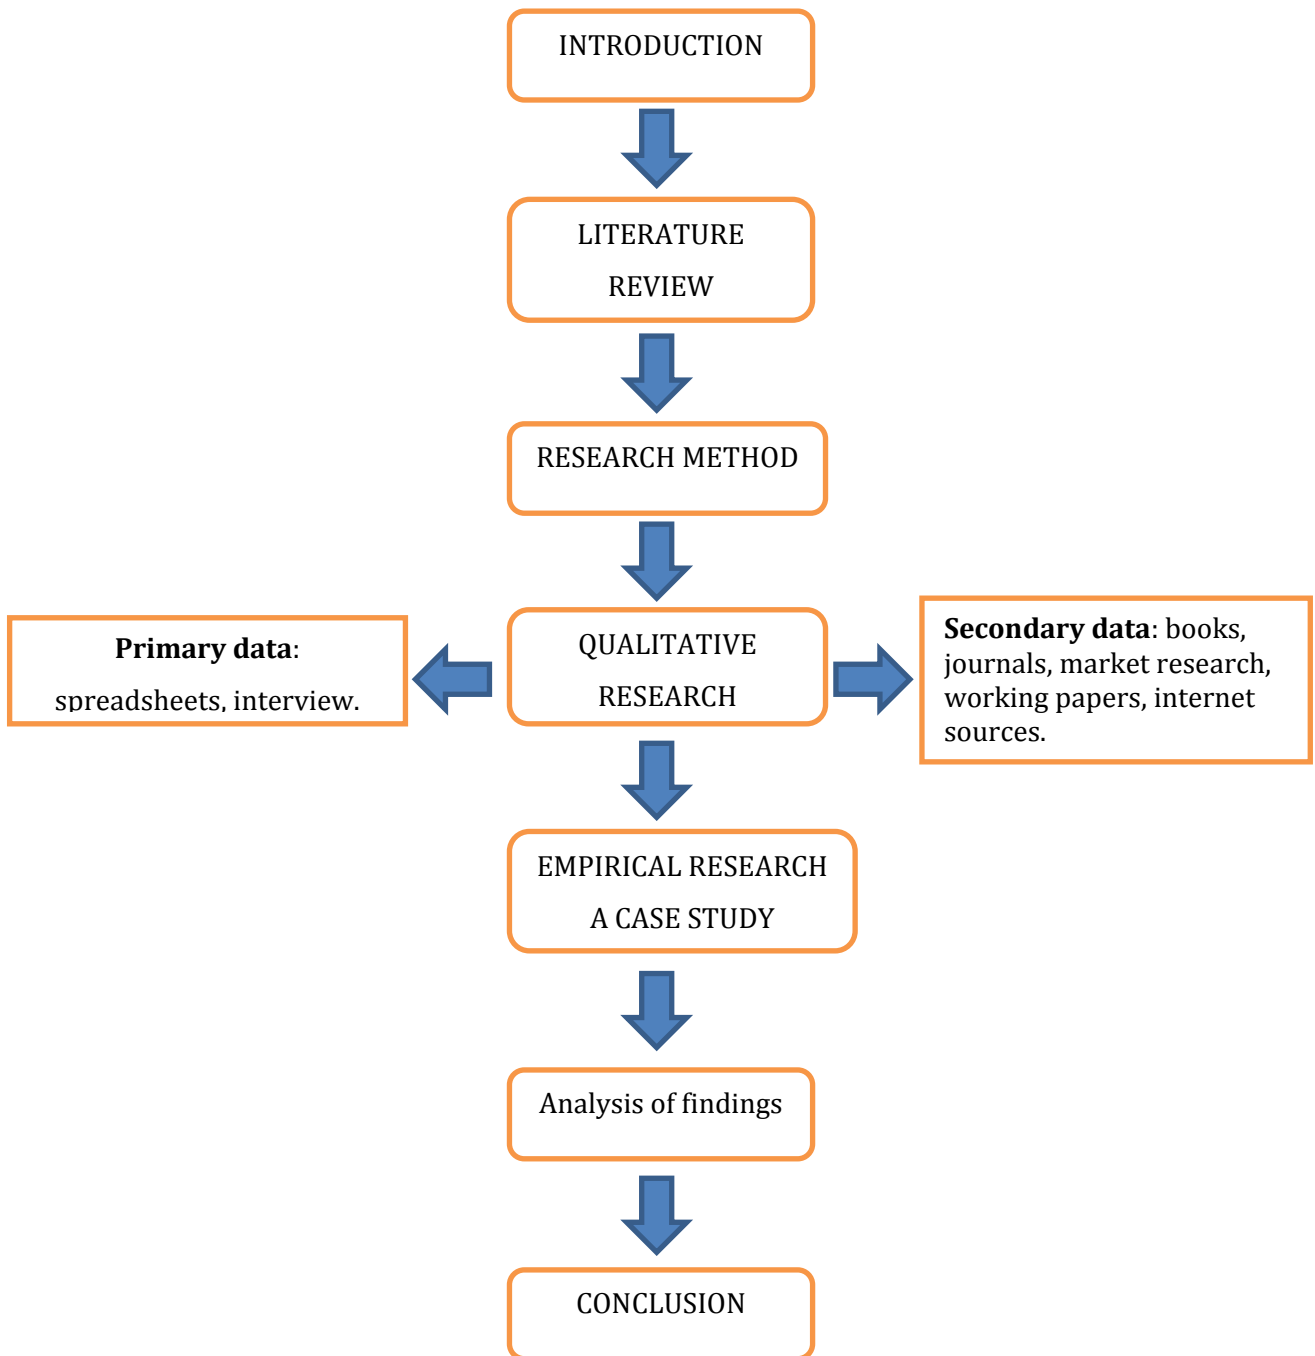 INTRODUCTION
LITERATURE
REVIEW
RESEARCH METHOD
Primary data:
spreadsheets, interview.
QUALITATIVE
RESEARCH
Secondary data: books,
journals, market research,
working papers, internet
sources.
EMPIRICAL RESEARCH
A CASE STUDY
Analysis of findings
CONCLUSION